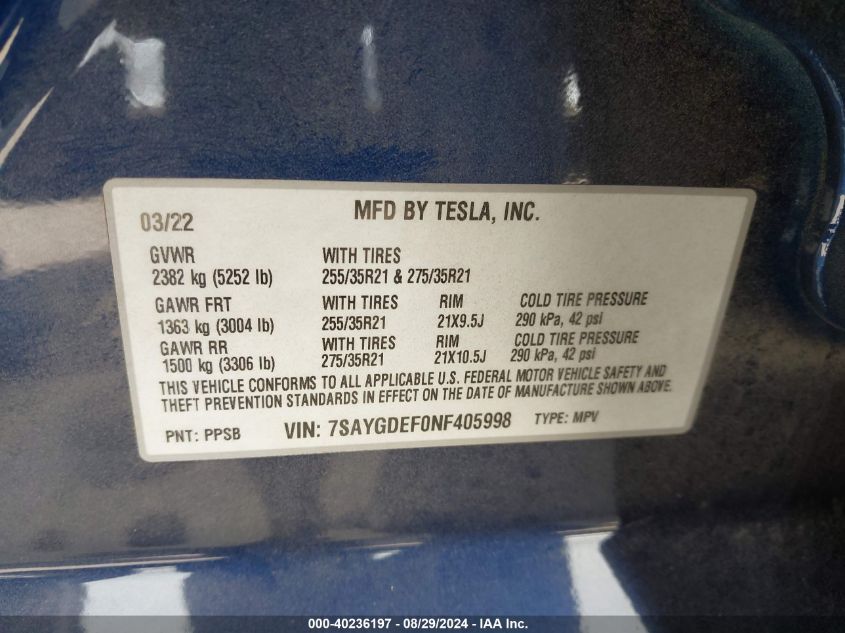 03/22 MFD BY TESLA, INC.
GVWR WITH TIRES
2382 kg (5252 lb) 255/35R21 & 275/35R21
GAWR FRT WITH TIRES RIM COLD TIRE PRESSURE
1363 kg (3004 lb) 255/35R21 21X9.5J 290 kPa, 42 psi
GAWR RR WITH TIRES RIM COLD TIRE PRESSURE
1500 kg (3306 lb) 275/35R21 21X10.5J 290 kPa, 42 psi
THIS VEHICLE CONFORMS TO ALL APPLICABLE U.S. FEDERAL MOTOR VEHICLE SAFETY AND
THEFT PREVENTION STANDARDS IN EFFECT ON THE DATE OF MANUFACTURE SHOWN ABOVE.
PNT: PPSB VIN: 7SAYGDEF0NF405998 TYPE: MPV
000-40236197 - 08/29/2024 - IAA Inc.